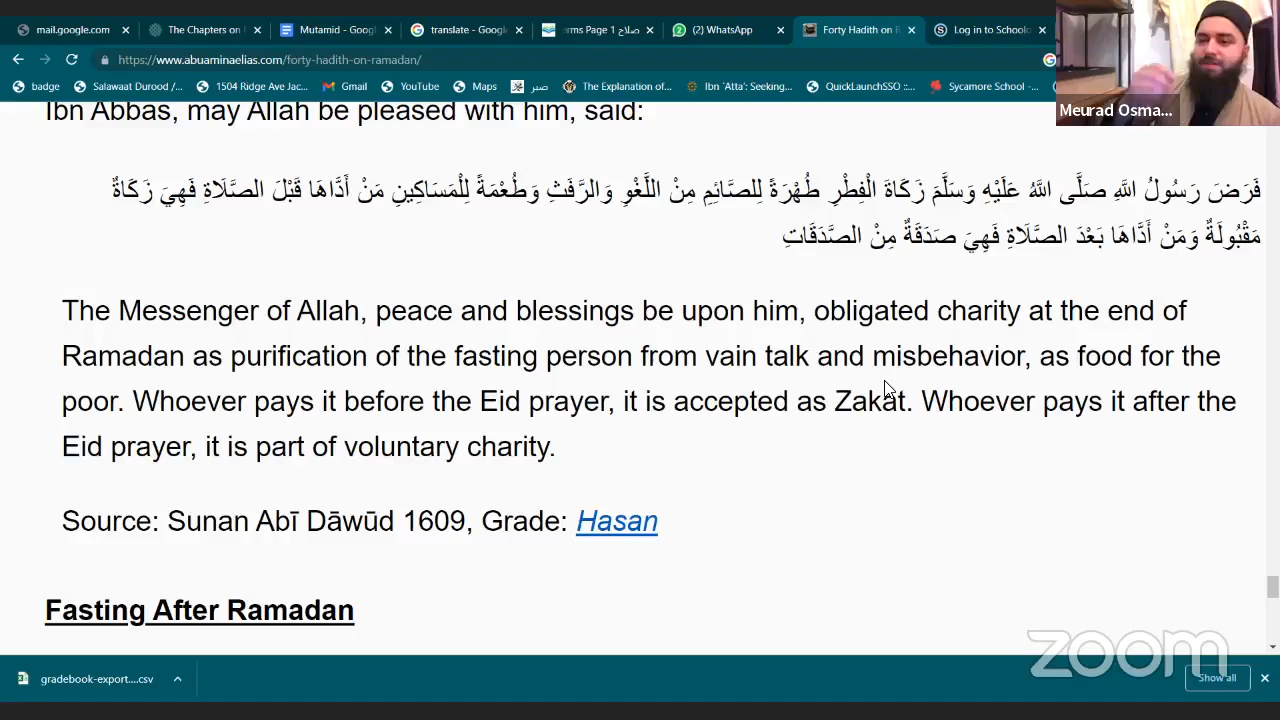 mail.google.com
The Chapters on
Mutamid - Goog
translate - Google
صلاح Page 1
(2) WhatsApp
Forty Hadith on R
Log in to Schoolo
https://www.abuaminaelias.com/forty-hadith-on-ramadan/
badge
Salawaat Durood /...
1504 Ridge Ave Jac...
Gmail
YouTube
Maps
صبر
The Explanation of...
Ibn `Atta': Seeking...
QuickLaunchSSO ::...
Sycamore School -...
Meurad Osma...
Ibn Abbas, may Allah be pleased with him, said:
فَرَضَ رَسُولُ اللَّهِ صَلَّى اللَّهُ عَلَيْهِ وَسَلَّمَ زَكَاةَ الْفِطْرِ طُهْرَةً لِلصَّائِمِ مِنْ اللَّغْوِ وَالرَّفَثِ وَطُعْمَةً لِلْمَسَاكِينِ مَنْ أَدَّاهَا قَبْلَ الصَّلَاةِ فَهِيَ زَكَاةٌ
مَقْبُولَةٌ وَمَنْ أَدَّاهَا بَعْدَ الصَّلَاةِ فَهِيَ صَدَقَةٌ مِنْ الصَّدَقَاتِ
The Messenger of Allah, peace and blessings be upon him, obligated charity at the end of
Ramadan as purification of the fasting person from vain talk and misbehavior, as food for the
poor. Whoever pays it before the Eid prayer, it is accepted as Zakat. Whoever pays it after the
Eid prayer, it is part of voluntary charity.
Source: Sunan Abī Dāwūd 1609, Grade: Hasan
Fasting After Ramadan
zoom
gradebook-export....csv
Show all